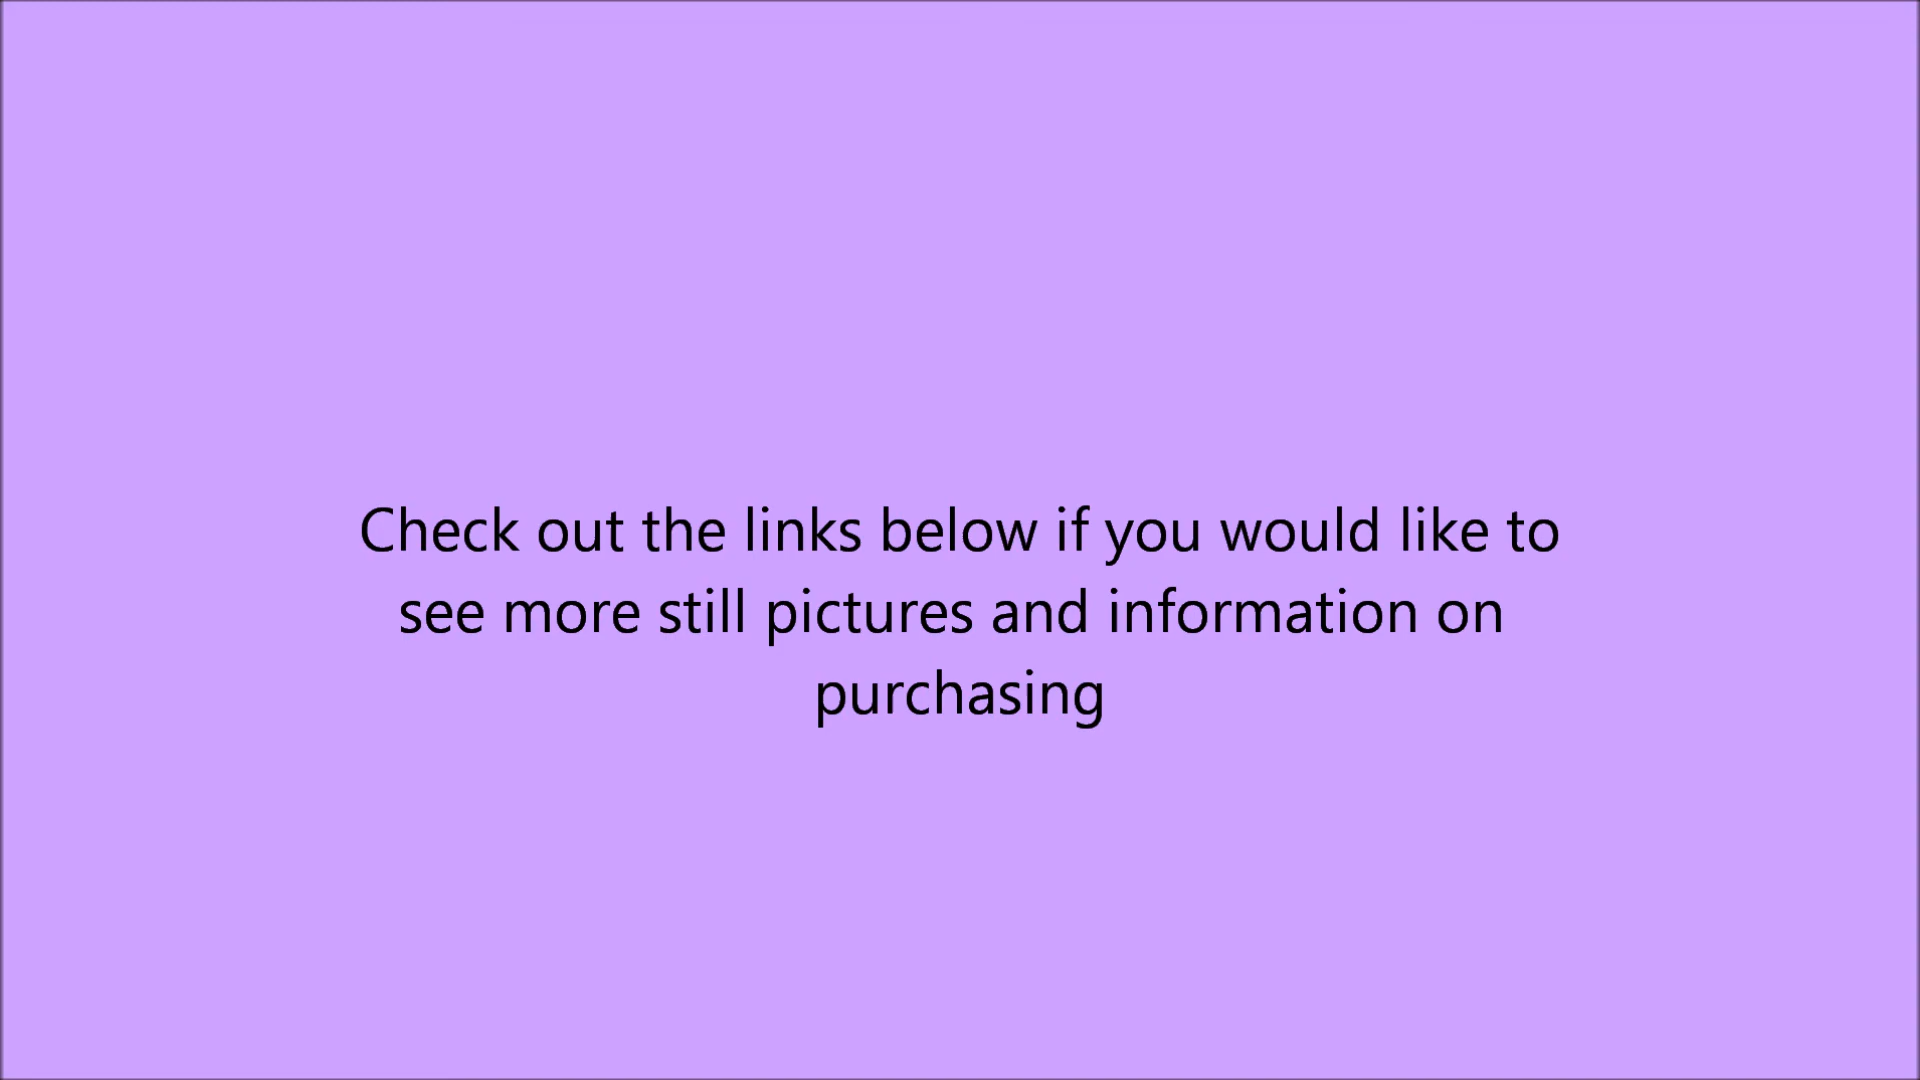 Check out the links below if you would like to
see more still pictures and information on
purchasing